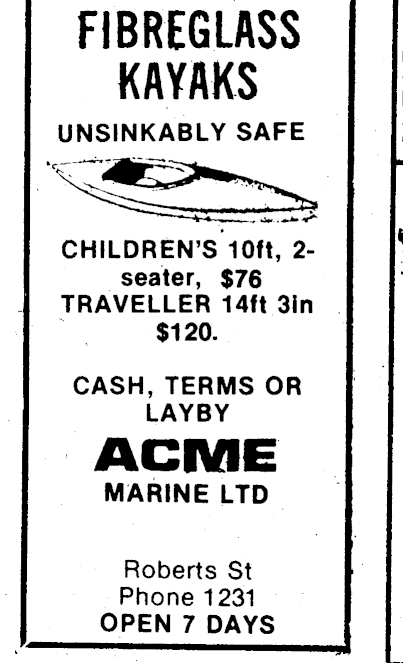 FIBREGLASS
KAYAKS
UNSINKABLY SAFE
CHILDREN'S 10ft, 2-
seater, $76
TRAVELLER 14ft 3in
$120.
CASH, TERMS OR
LAYBY
ACME
MARINE LTD
Roberts St
Phone 1231
OPEN 7 DAYS